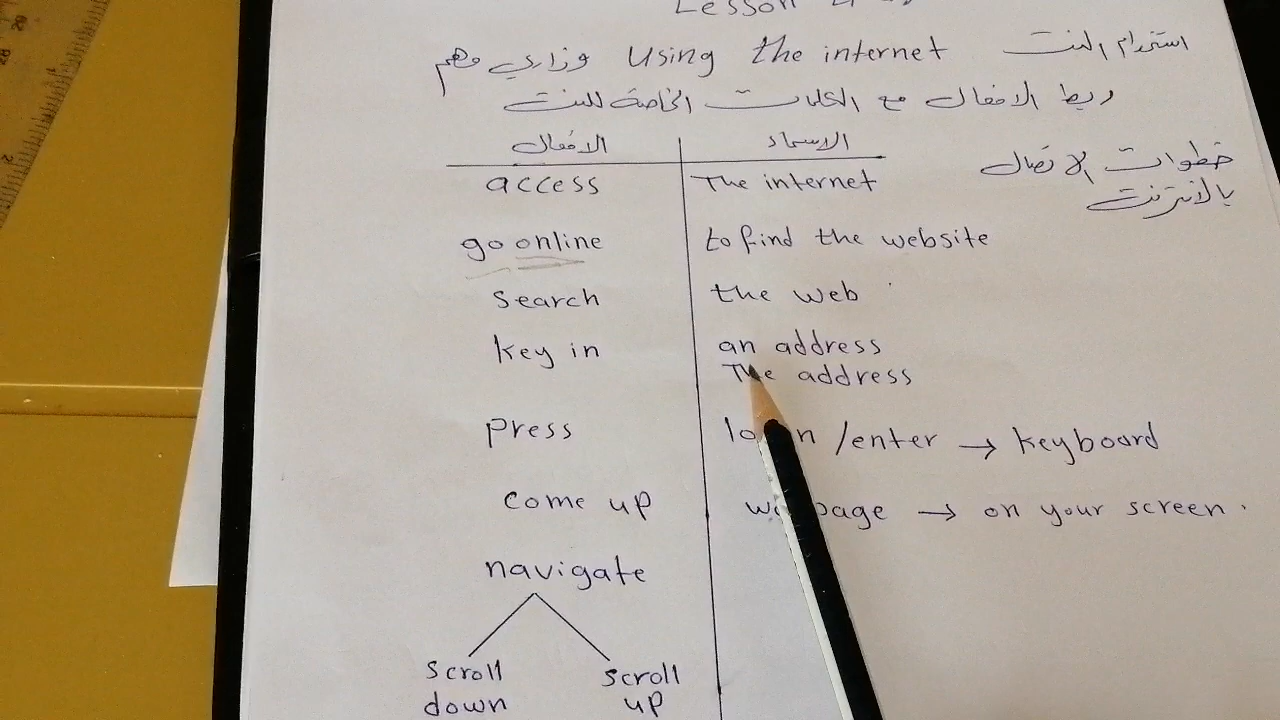 Lesson
استخدام النت Using the internet وزاري مهم
ربط الافعال مع الكلمات الخاصة للنت
الافعال الاسماء
خطوات الاتصال
بالانترنت
access The internet
go online to find the website
search the web
key in an address
The address
press /enter → keyboard
come up page → on your screen.
navigate
scroll down
scroll up